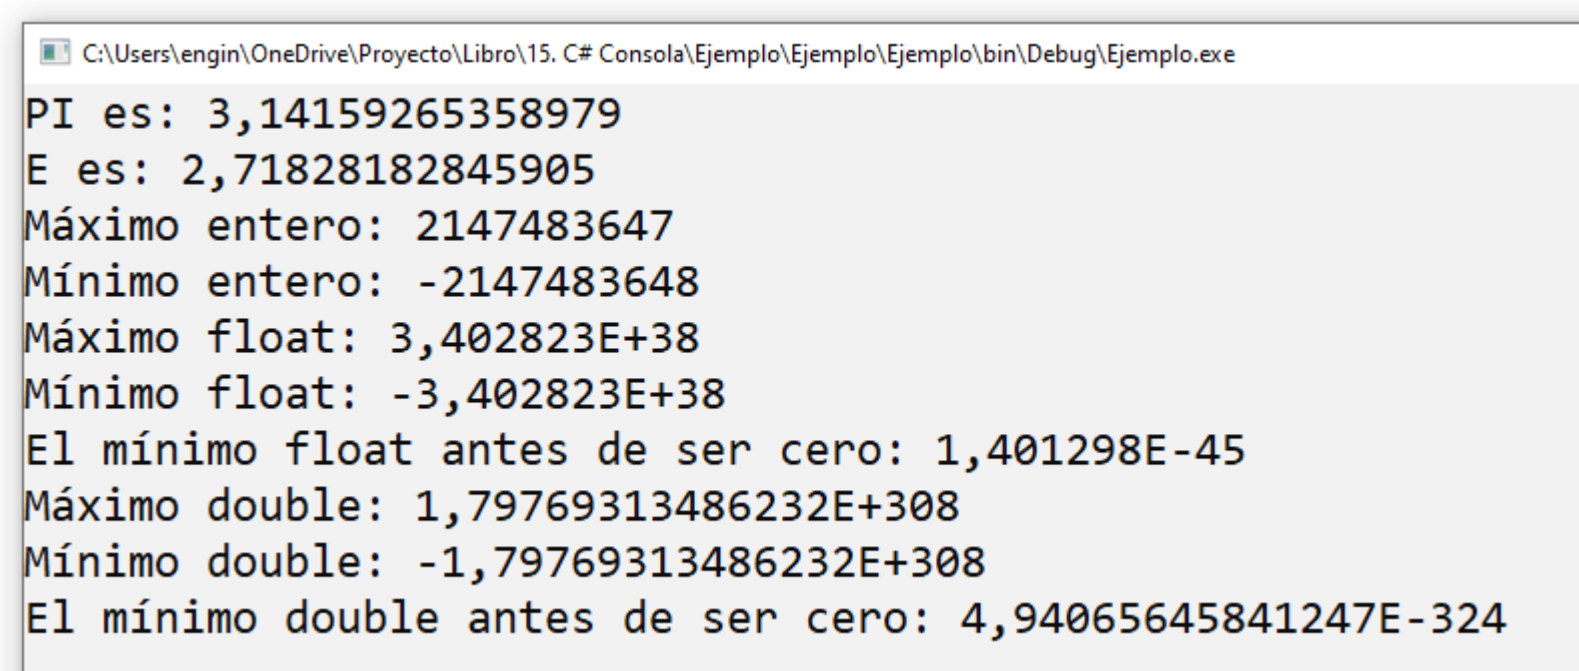 C:\Users\engin\OneDrive\Proyecto\Libro\15. C# Consola\Ejemplo\Ejemplo\Ejemplo\bin\Debug\Ejemplo.exe
PI es: 3,14159265358979
E es: 2,71828182845905
Máximo entero: 2147483647
Mínimo entero: -2147483648
Máximo float: 3,402823E+38
Mínimo float: -3,402823E+38
El mínimo float antes de ser cero: 1,401298E-45
Máximo double: 1,79769313486232E+308
Mínimo double: -1,79769313486232E+308
El mínimo double antes de ser cero: 4,94065645841247E-324